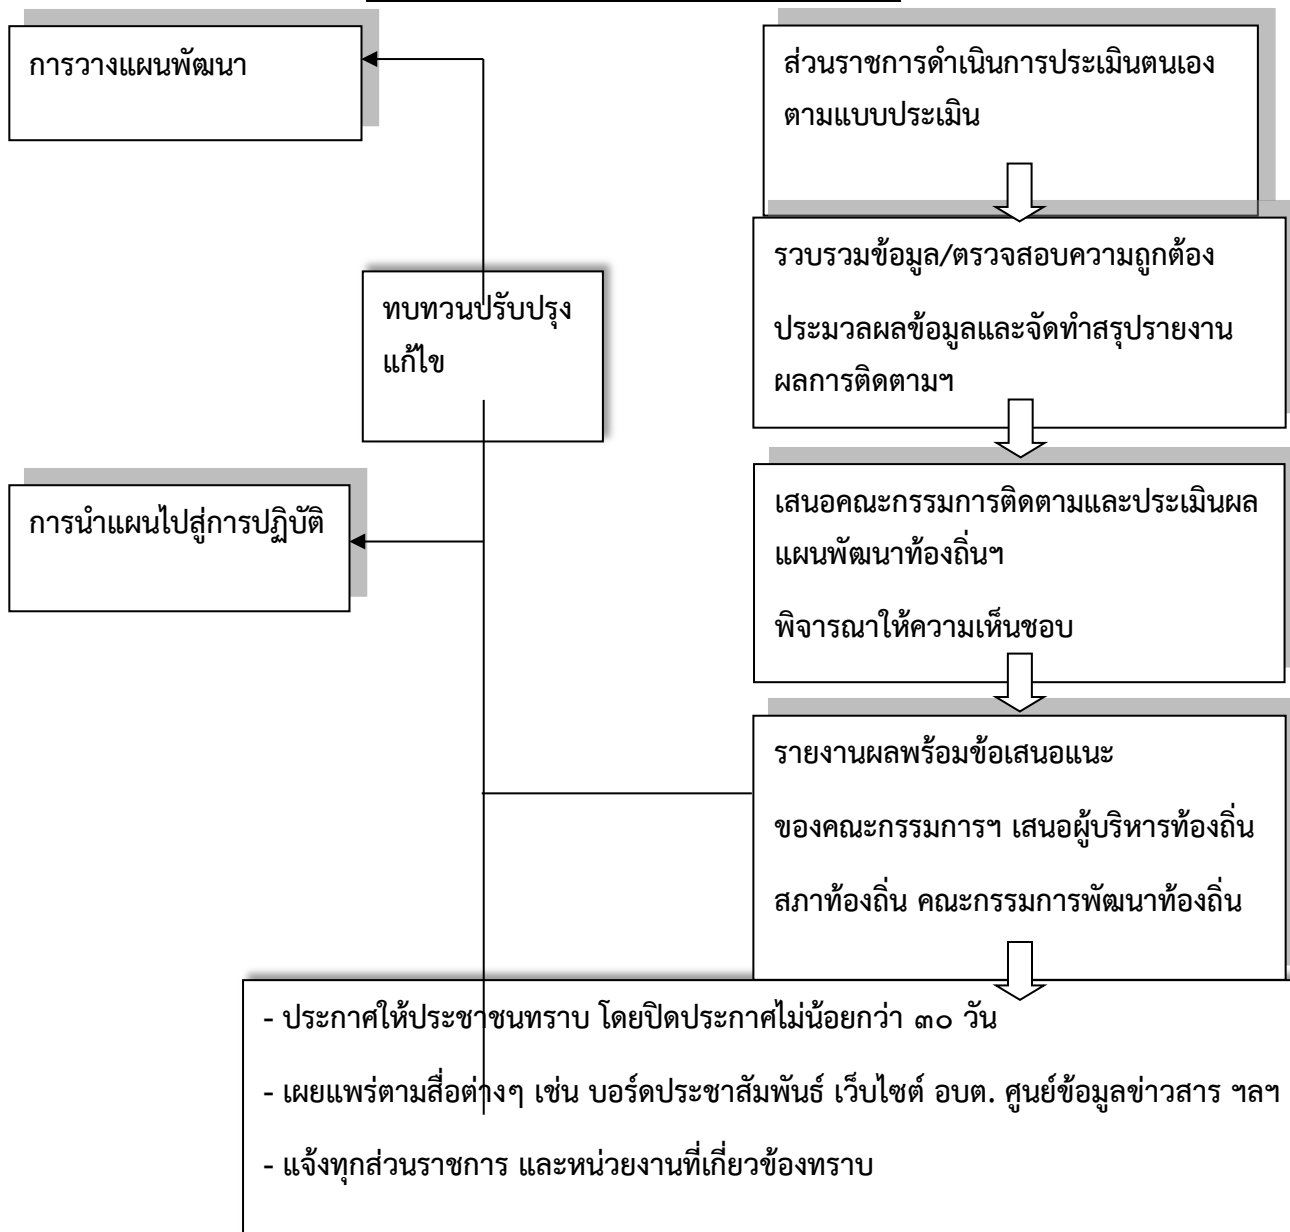 การวางแผนพัฒนา
ส่วนราชการดำเนินการประเมินตนเอง
ตามแบบประเมิน
รวบรวมข้อมูล/ตรวจสอบความถูกต้อง
ประมวลผลข้อมูลและจัดทำสรุปรายงาน
ผลการติดตามฯ
ทบทวนปรับปรุง
แก้ไข
การนำแผนไปสู่การปฏิบัติ
เสนอคณะกรรมการติดตามและประเมินผล
แผนพัฒนาท้องถิ่นฯ
พิจารณาให้ความเห็นชอบ
รายงานผลพร้อมข้อเสนอแนะ
ของคณะกรรมการฯ เสนอผู้บริหารท้องถิ่น
สภาท้องถิ่น คณะกรรมการพัฒนาท้องถิ่น
- ประกาศให้ประชาชนทราบ โดยปิดประกาศไม่น้อยกว่า ๓๐ วัน
- เผยแพร่ตามสื่อต่างๆ เช่น บอร์ดประชาสัมพันธ์ เว็บไซต์ อบต. ศูนย์ข้อมูลข่าวสาร ฯลฯ
- แจ้งทุกส่วนราชการ และหน่วยงานที่เกี่ยวข้องทราบ